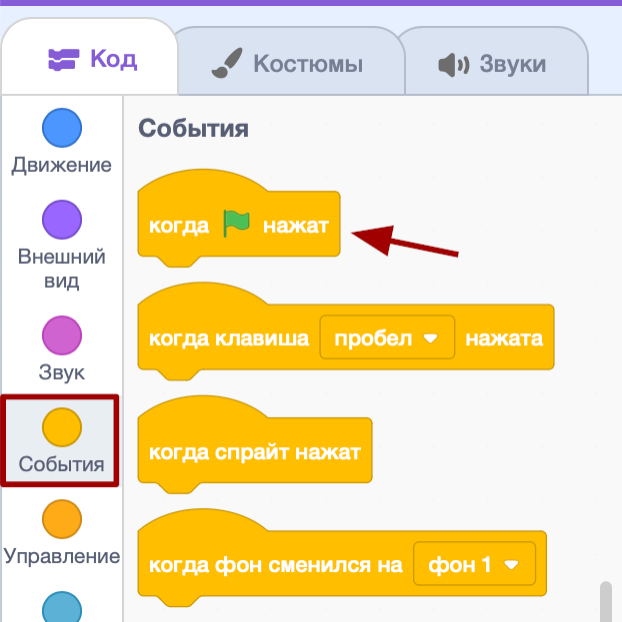 Код
Костюмы
Звуки
Движение
Внешний
вид
Звук
События
Управление
События
когда нажат
когда клавиша пробел нажата
когда спрайт нажат
когда фон сменился на фон 1